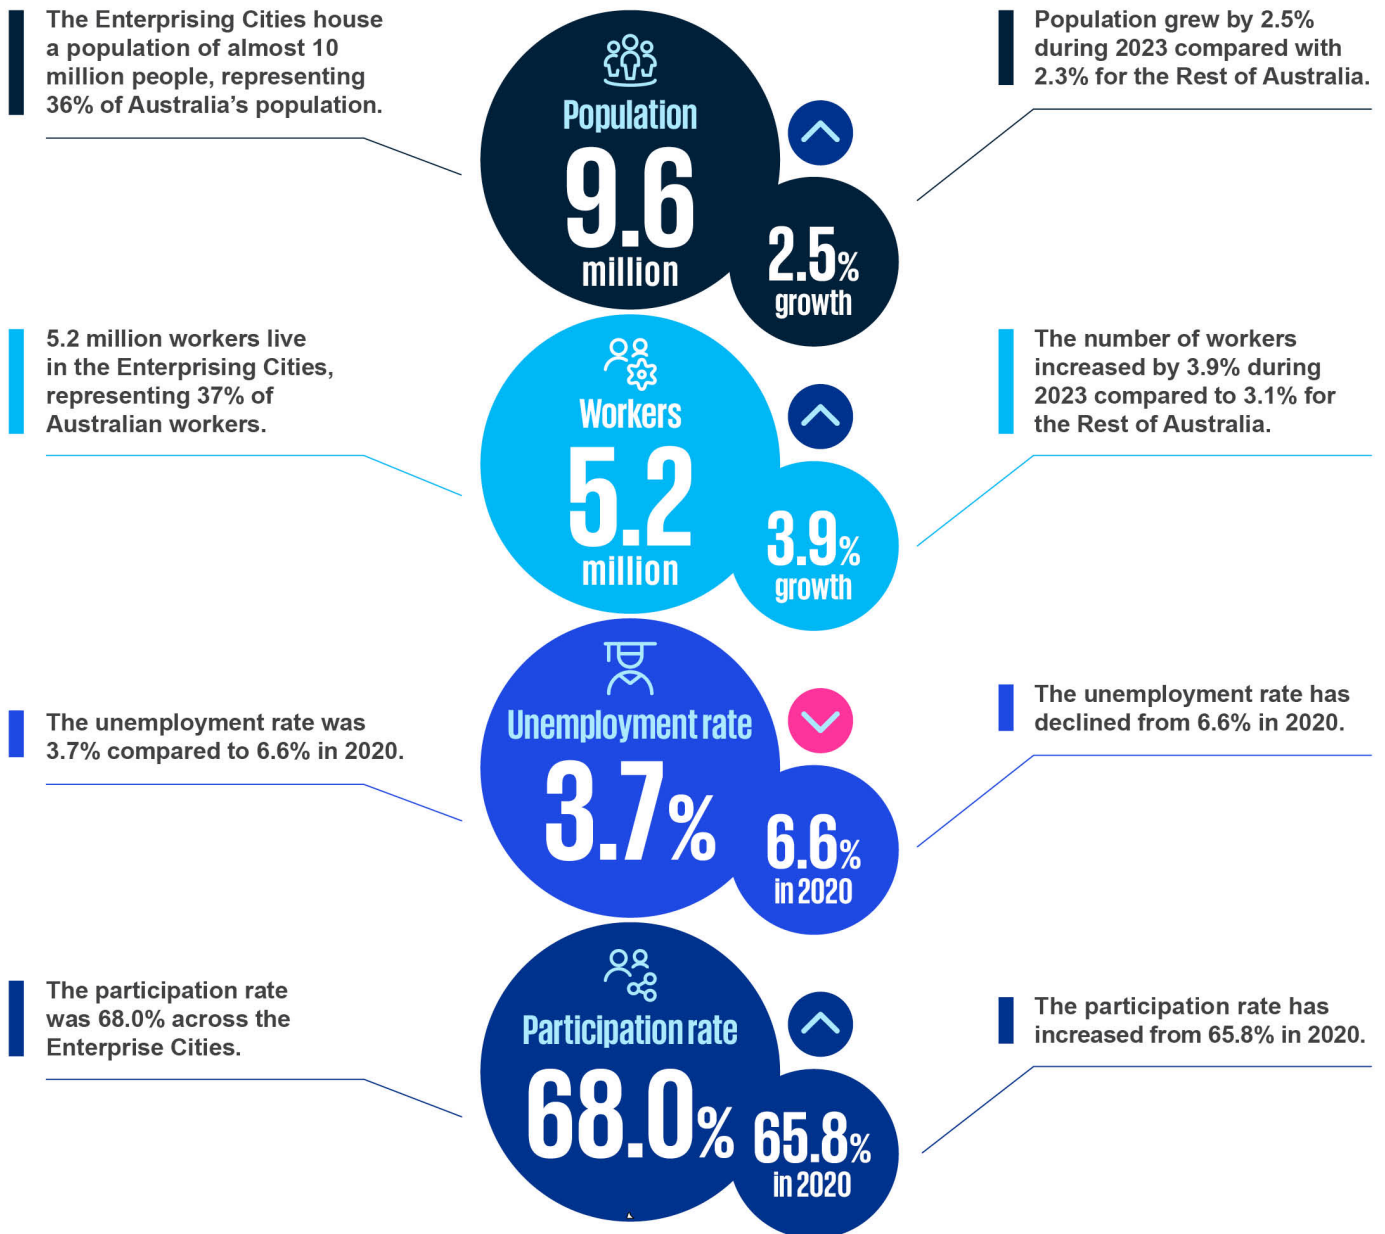 The Enterprising Cities house
a population of almost 10
million people, representing
36% of Australia’s population.
Population
9.6
million
2.5%
growth
Population grew by 2.5%
during 2023 compared with
2.3% for the Rest of Australia.
5.2 million workers live
in the Enterprising Cities,
representing 37% of
Australian workers.
Workers
5.2
million
3.9%
growth
The number of workers
increased by 3.9% during
2023 compared to 3.1% for
the Rest of Australia.
The unemployment rate was
3.7% compared to 6.6% in 2020.
Unemployment rate
3.7%
6.6%
in 2020
The unemployment rate has
declined from 6.6% in 2020.
The participation rate
was 68.0% across the
Enterprise Cities.
Participation rate
68.0%
65.8%
in 2020
The participation rate has
increased from 65.8% in 2020.